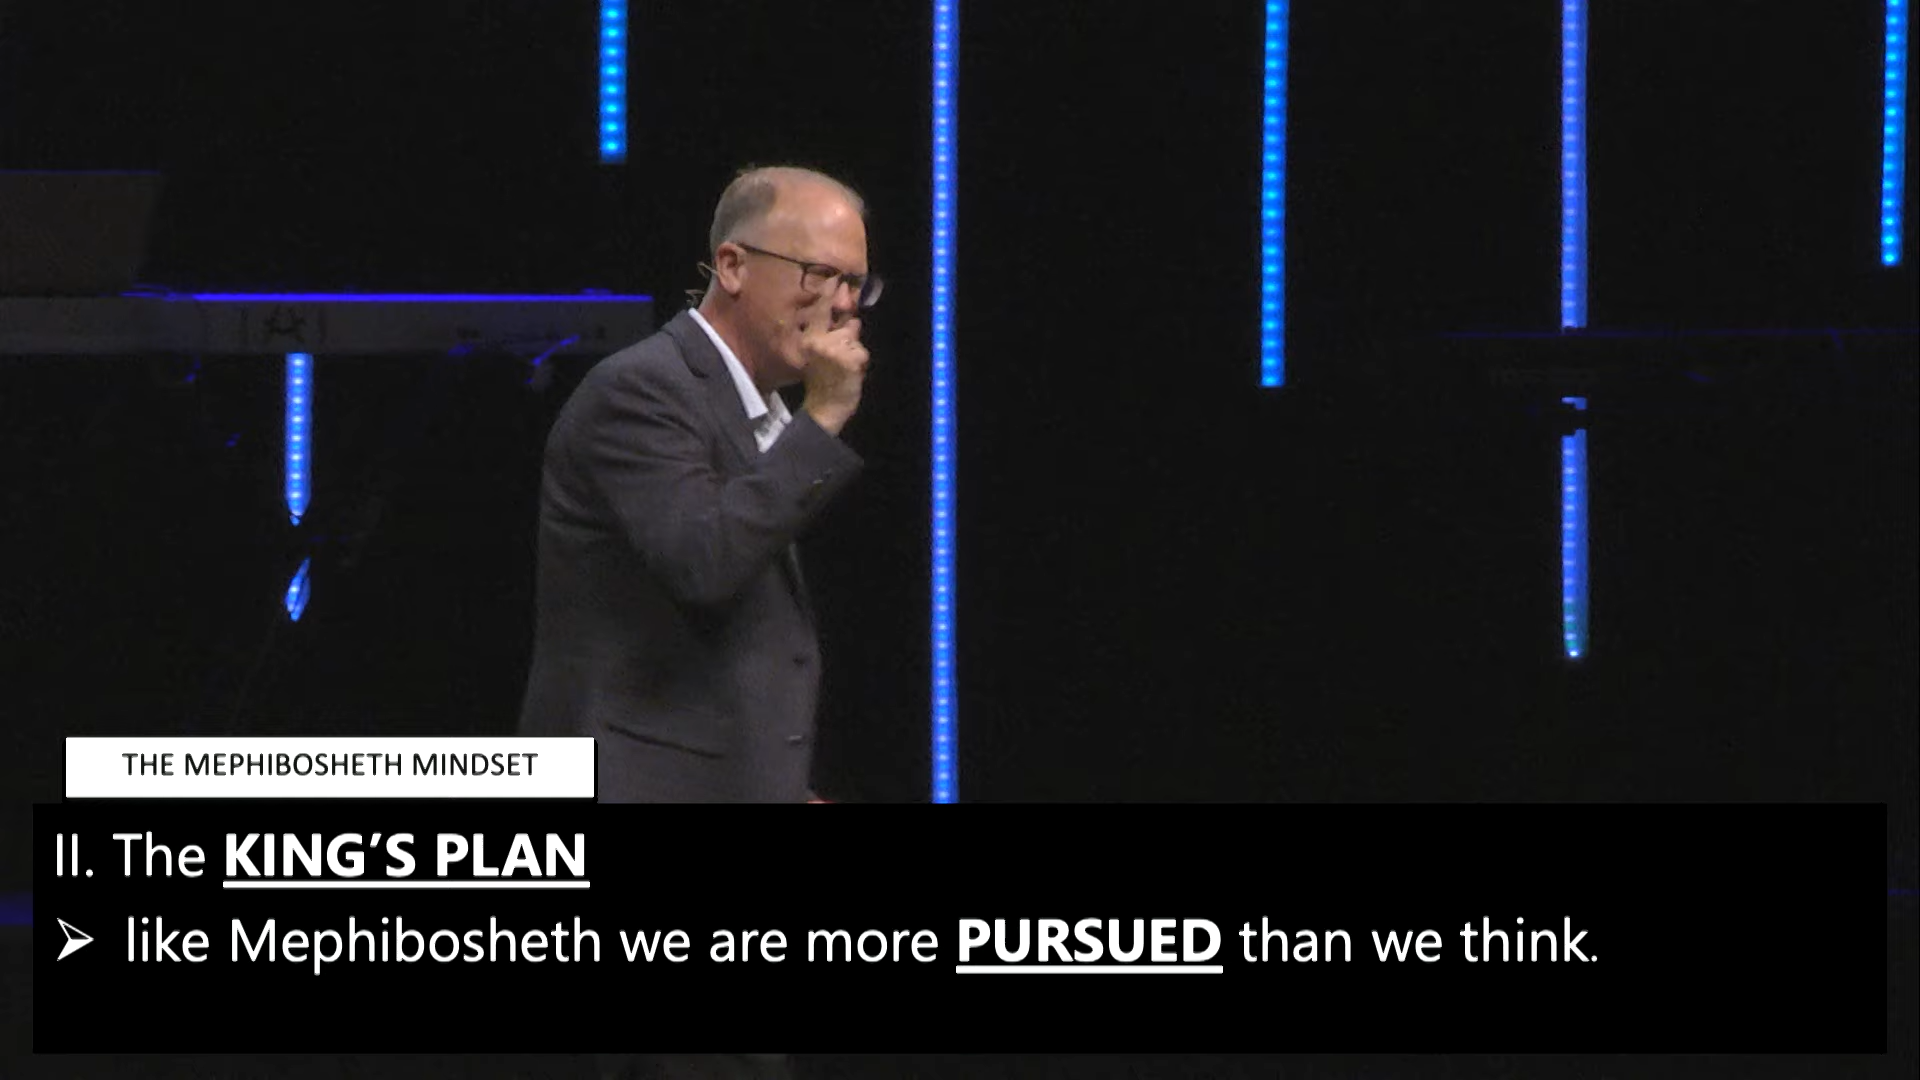 THE MEPHIBOSHETH MINDSET
II. The KING’S PLAN
➢ like Mephibosheth we are more PURSUED than we think.